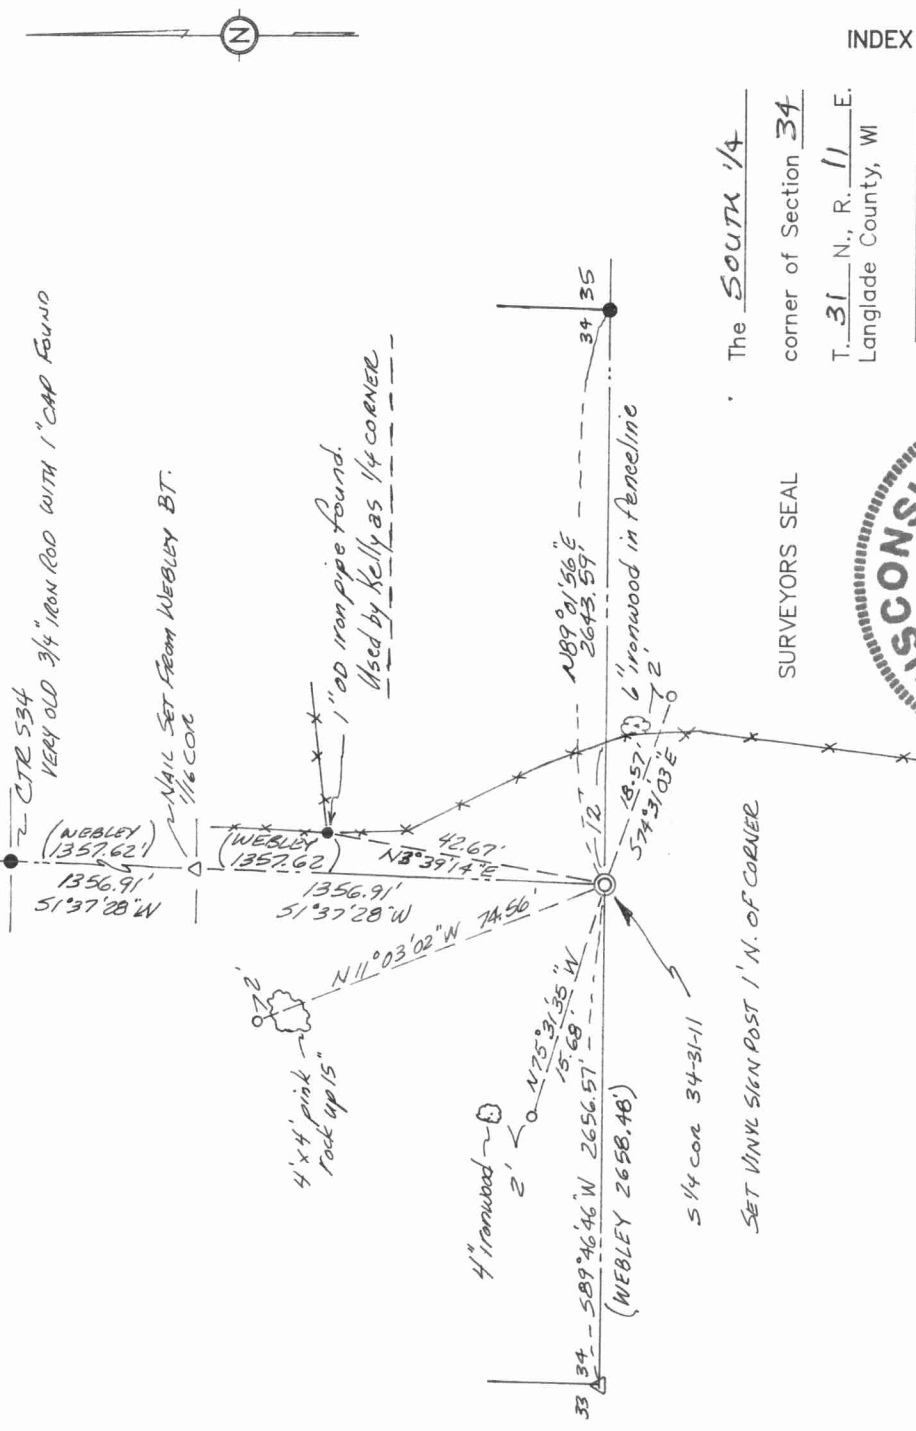 N
INDEX
CTR S34
VERY OLD 3/4" IRON ROD WITH 1" CAP FOUND
NAIL SET FROM WEBLEY BT.
1/16 COR
(WEBLEY
1357.62')
1356.91'
S1°37'28"W
(WEBLEY
1357.62)
1356.91'
S1°37'28"W
1" OD iron pipe found.
Used by Kelly as 1/4 CORNER
42.67'
N3°39'14"E
N11°03'02"W 74.56'
2'
4'x4' pink
rock up 15"
4" ironwood
2'
N75°31'35"W
15.68'
12'
18.57'
S74°31'03"E
6" ironwood in fenceline
2'
N89°01'56"E
2643.59'
34 35
33 34
S89°46'46"W 2656.57'
(WEBLEY 2658.48')
S 1/4 COR 34-31-11
SET VINYL SIGN POST 1' N. OF CORNER
The SOUTH 1/4
corner of Section 34
T. 31 N., R. 11 E.
Langlade County, WI
SURVEYORS SEAL